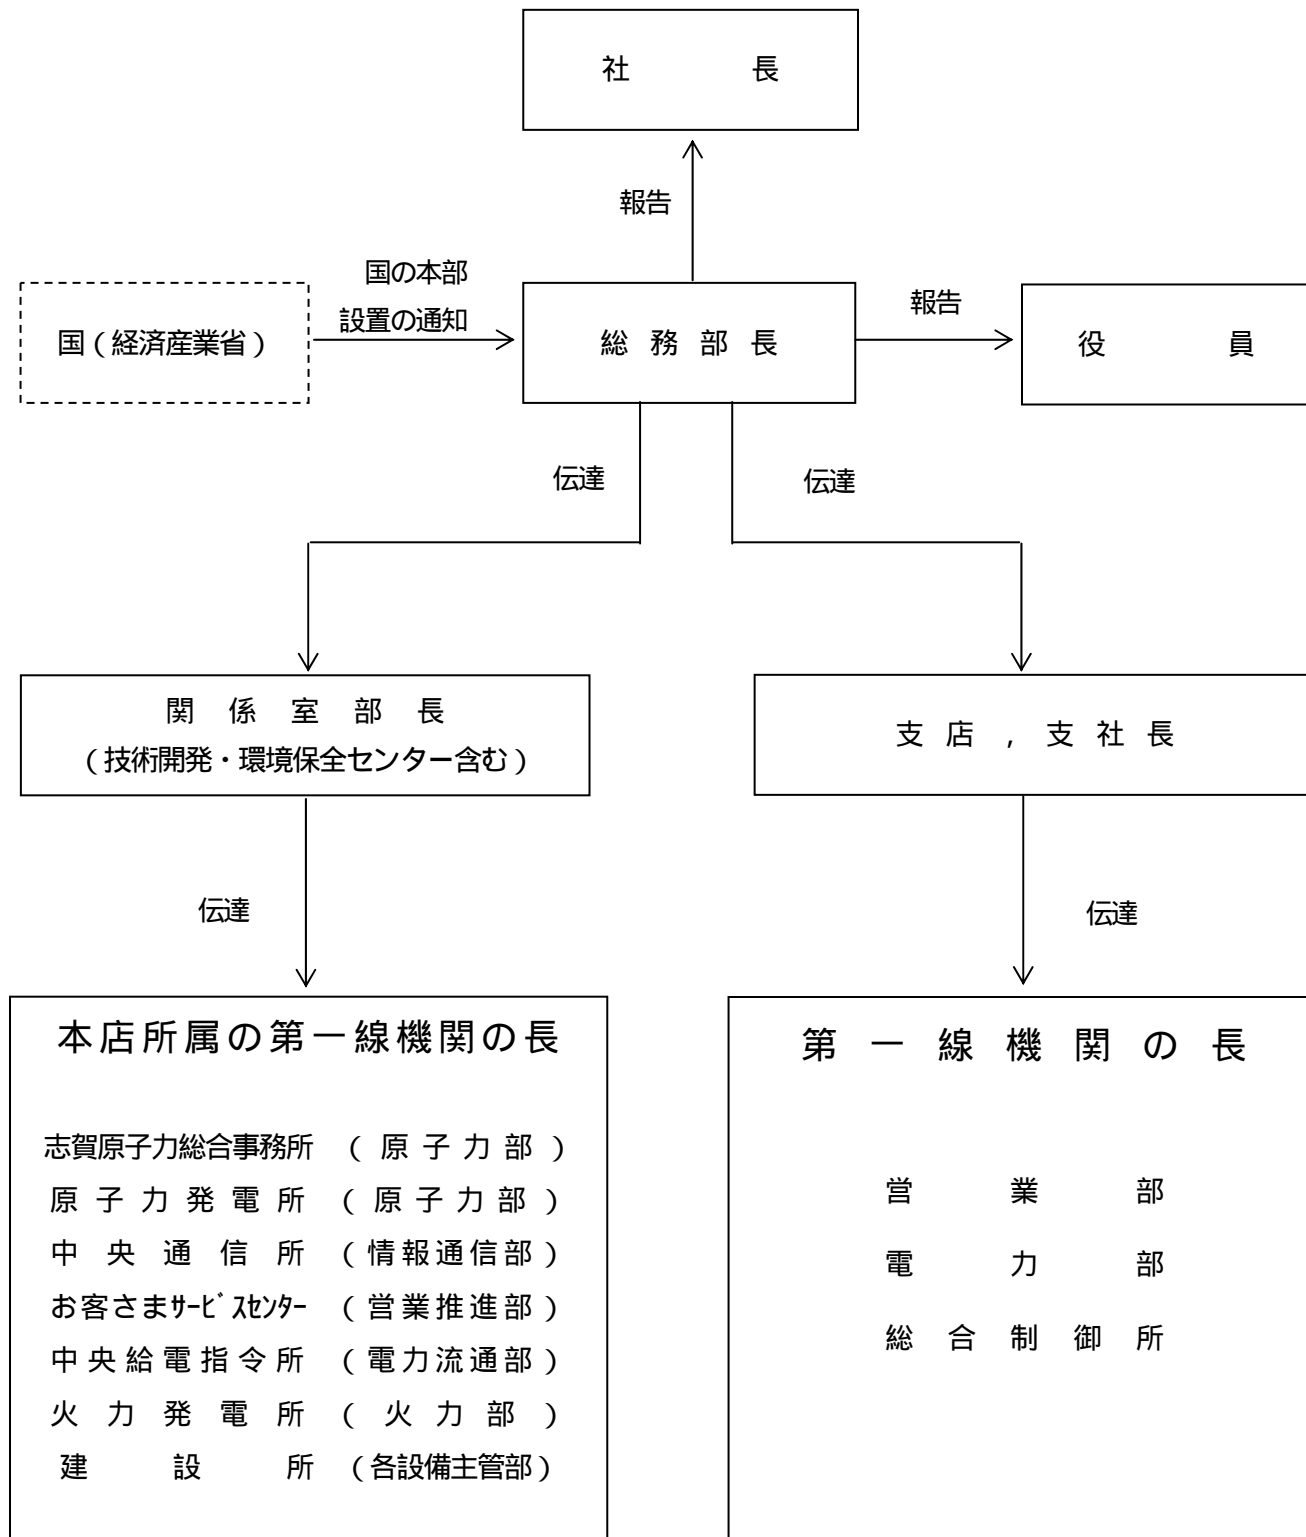 社長
報告
国の本部
設置の通知
国（経済産業省）
総務部長
報告
役員
伝達
伝達
関係室部長
（技術開発・環境保全センター含む）
支店，支社長
伝達
伝達
本店所属の第一線機関の長
志賀原子力総合事務所（原子力部）
原子力発電所（原子力部）
中央通信所（情報通信部）
お客さまｻｰﾋﾞｽｾﾝﾀｰ（営業推進部）
中央給電指令所（電力流通部）
火力発電所（火力部）
建設所（各設備主管部）
第一線機関の長
営業部
電力部
総合制御所